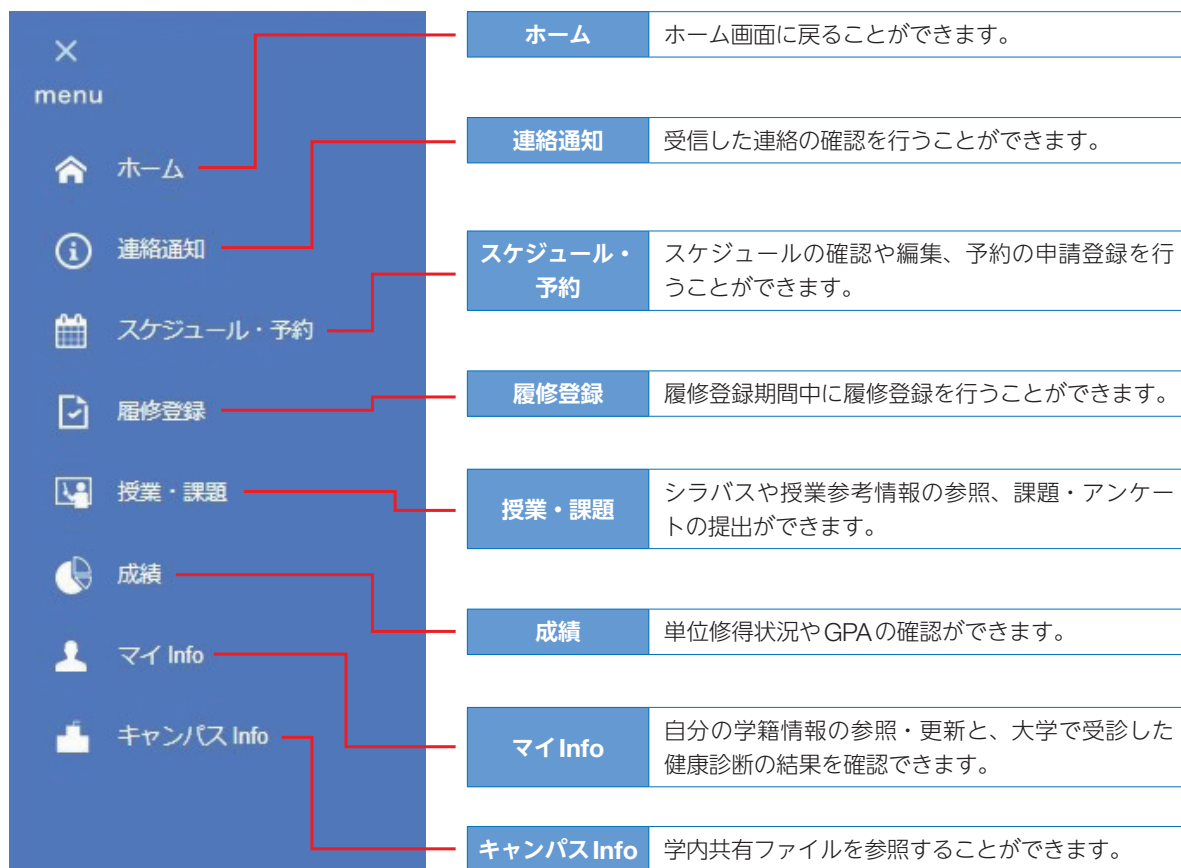 ×
menu
ホーム
連絡通知
スケジュール・予約
履修登録
授業・課題
成績
マイ Info
キャンパス Info
ホーム
ホーム画面に戻ることができます。
連絡通知
受信した連絡の確認を行うことができます。
スケジュール・
予約
スケジュールの確認や編集、予約の申請登録を行
うことができます。
履修登録
履修登録期間中に履修登録を行うことができます。
授業・課題
シラバスや授業参考情報の参照、課題・アンケー
トの提出ができます。
成績
単位修得状況やGPAの確認ができます。
マイInfo
自分の学籍情報の参照・更新と、大学で受診した
健康診断の結果を確認できます。
キャンパスInfo
学内共有ファイルを参照することができます。